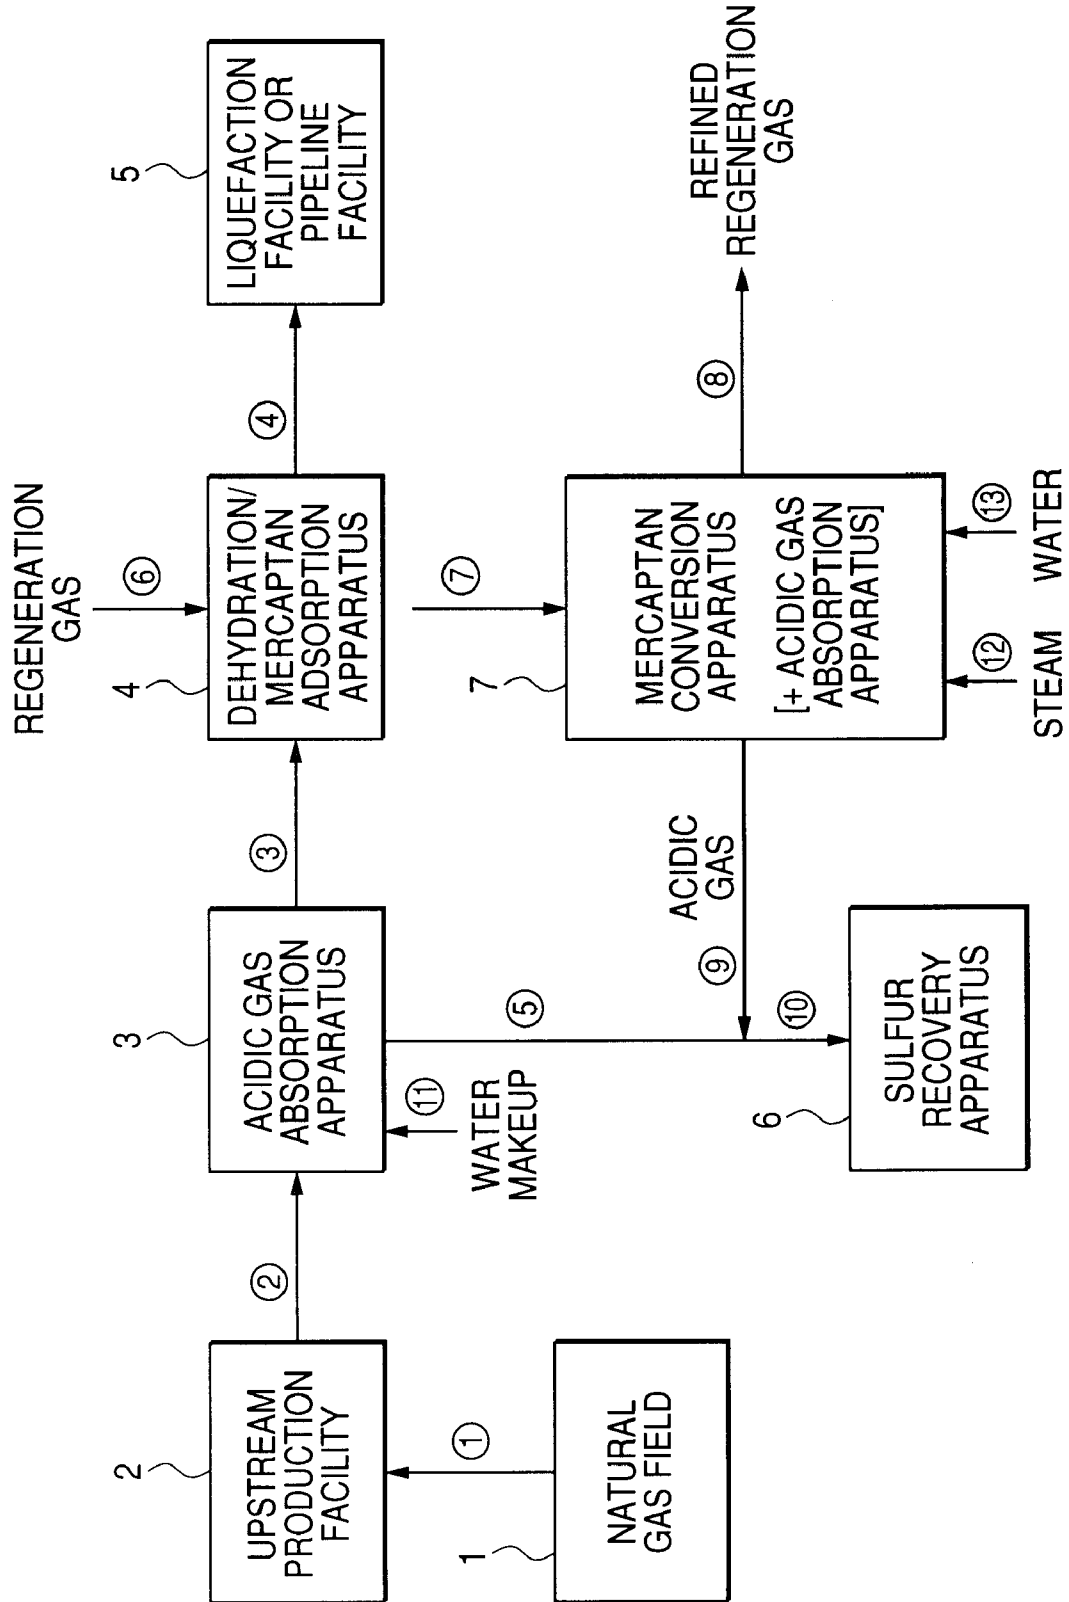 REGENERATION
GAS
⑥
2
UPSTREAM
PRODUCTION
FACILITY
②
3
ACIDIC GAS
ABSORPTION
APPARATUS
③
4
DEHYDRATION/
MERCAPTAN
ADSORPTION
APPARATUS
④
5
LIQUEFACTION
FACILITY OR
PIPELINE
FACILITY
①
⑪
WATER
MAKEUP
⑤
⑦
1
NATURAL
GAS FIELD
ACIDIC
GAS
⑨
⑩
7
MERCAPTAN
CONVERSION
APPARATUS
[+ ACIDIC GAS
ABSORPTION
APPARATUS]
⑧
REFINED
REGENERATION
GAS
6
SULFUR
RECOVERY
APPARATUS
⑫
STEAM
⑬
WATER